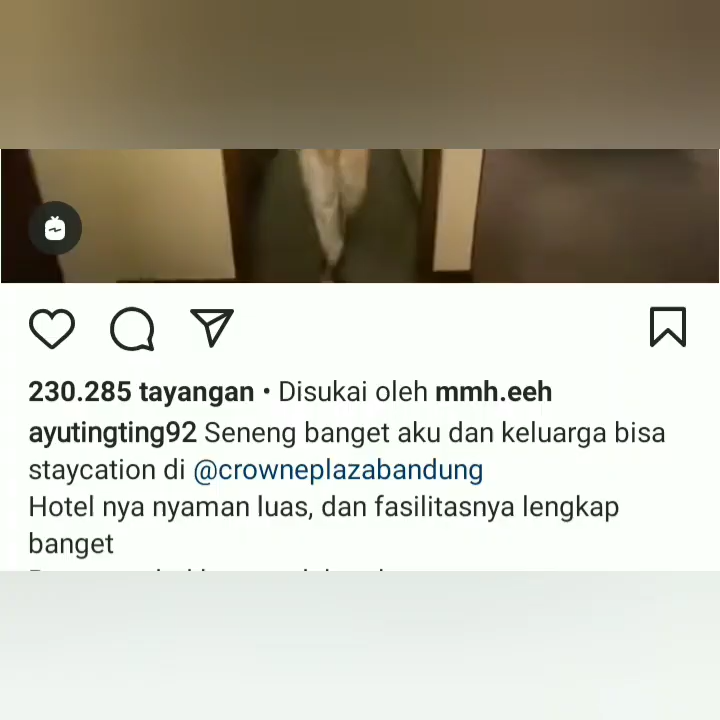 230.285 tayangan • Disukai oleh mmh.eeh
ayutingting92 Seneng banget aku dan keluarga bisa
staycation di @crowneplazabandung
Hotel nya nyaman luas, dan fasilitasnya lengkap
banget